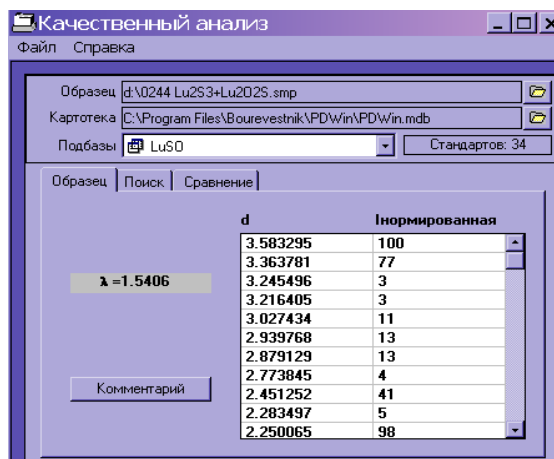 Качественный анализ
Файл Справка
Образец d:\0244 Lu2S3+Lu2O2S.smp
Картотека C:\Program Files\Bourevestnik\PDWin\PDWin.mdb
Подбазы LuSO Стандартов: 34
Образец Поиск Сравнение
d Iнормированная
3.583295 100
3.363781 77
λ =1.5406 3.245496 3
3.216405 3
3.027434 11
2.939768 13
2.879129 13
2.773845 4
Комментарий 2.451252 41
2.283497 5
2.250065 98